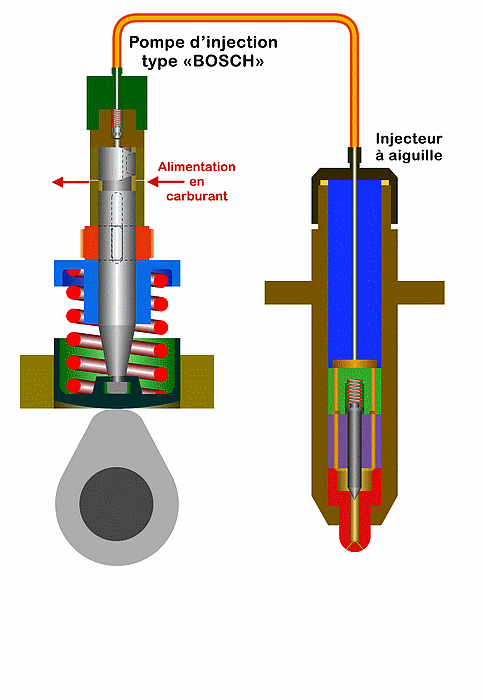 Pompe d'injection
type «BOSCH»
Injecteur
à aiguille
Alimentation
en
carburant